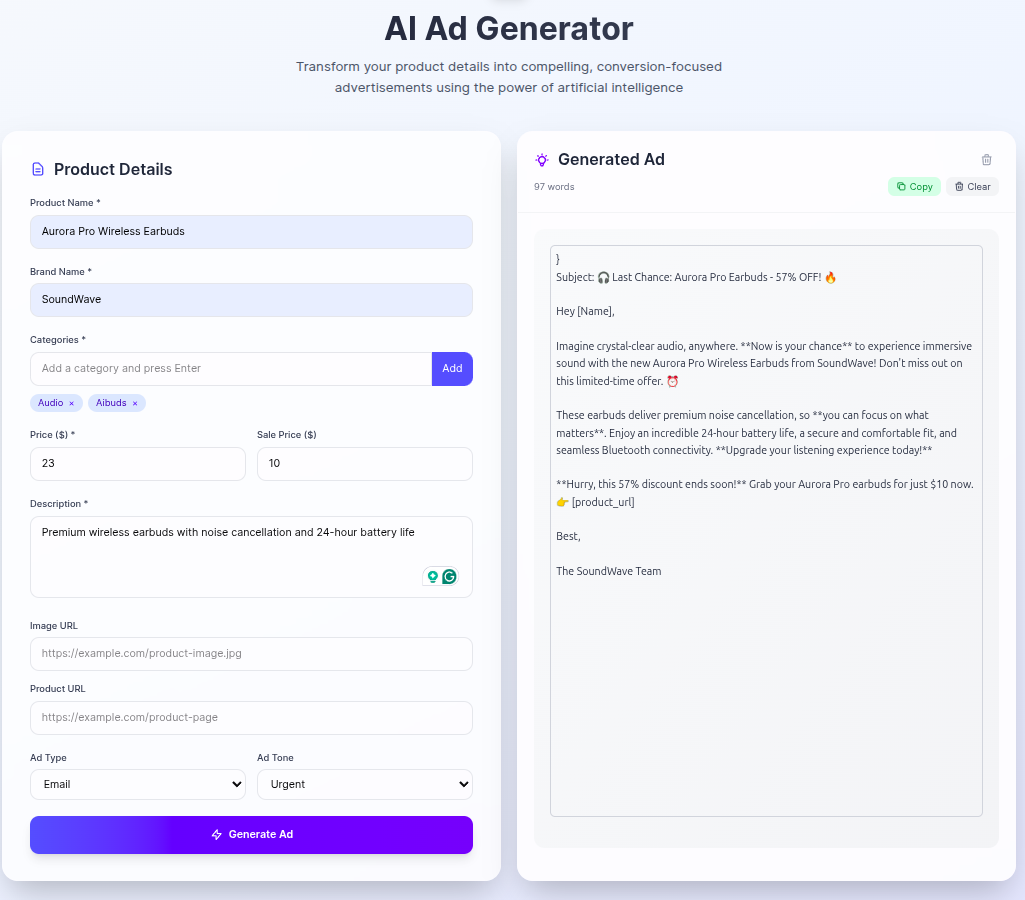 AI Ad Generator
Transform your product details into compelling, conversion-focused
advertisements using the power of artificial intelligence
Product Details
Product Name *
Aurora Pro Wireless Earbuds
Brand Name *
SoundWave
Categories *
Add a category and press Enter
Add
Audio ×
Aibuds ×
Price ($) *
Sale Price ($)
23
10
Description *
Premium wireless earbuds with noise cancellation and 24-hour battery life
Image URL
https://example.com/product-image.jpg
Product URL
https://example.com/product-page
Ad Type
Ad Tone
Email
Urgent
Generate Ad
Generated Ad
97 words
Copy
Clear
}
Subject: 🎧 Last Chance: Aurora Pro Earbuds - 57% OFF! 🔥
Hey [Name],
Imagine crystal-clear audio, anywhere. **Now is your chance** to experience immersive
sound with the new Aurora Pro Wireless Earbuds from SoundWave! Don't miss out on
this limited-time offer. ⏰
These earbuds deliver premium noise cancellation, so **you can focus on what
matters**. Enjoy an incredible 24-hour battery life, a secure and comfortable fit, and
seamless Bluetooth connectivity. **Upgrade your listening experience today!**
**Hurry, this 57% discount ends soon!** Grab your Aurora Pro earbuds for just $10 now.
👉 [product_url]
Best,
The SoundWave Team